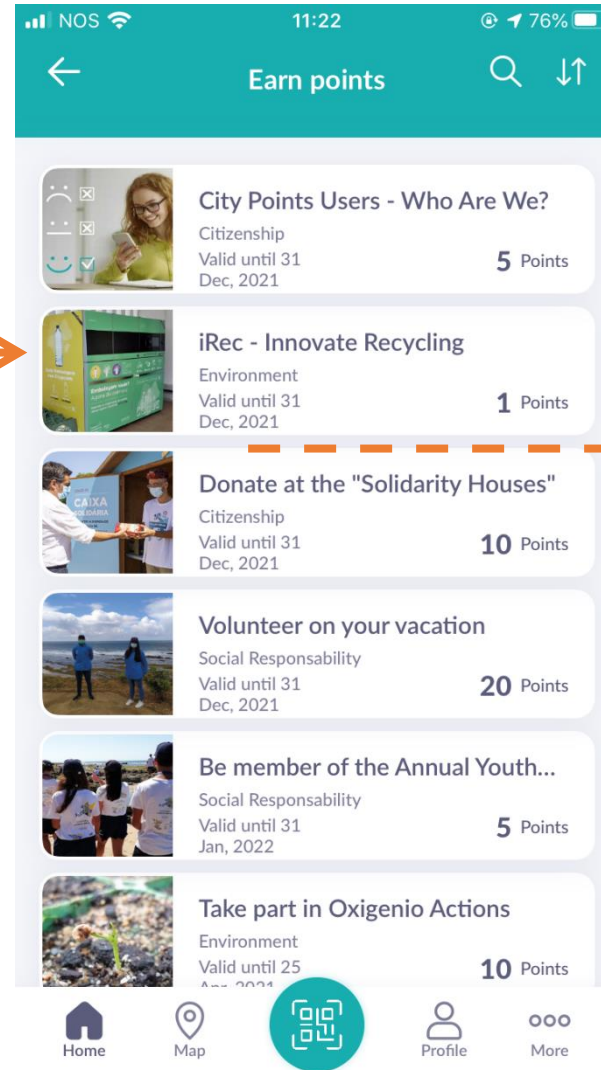 NOS 11:22 76%
Earn points
City Points Users - Who Are We?
Citizenship
Valid until 31
Dec, 2021
5 Points
iRec - Innovate Recycling
Environment
Valid until 31
Dec, 2021
1 Points
CAIXA
SOLIDÁRIA
Donate at the "Solidarity Houses"
Citizenship
Valid until 31
Dec, 2021
10 Points
Volunteer on your vacation
Social Responsability
Valid until 31
Dec, 2021
20 Points
Be member of the Annual Youth...
Social Responsability
Valid until 31
Jan, 2022
5 Points
Take part in Oxigenio Actions
Environment
Valid until 25
10 Points
Home Map Profile More